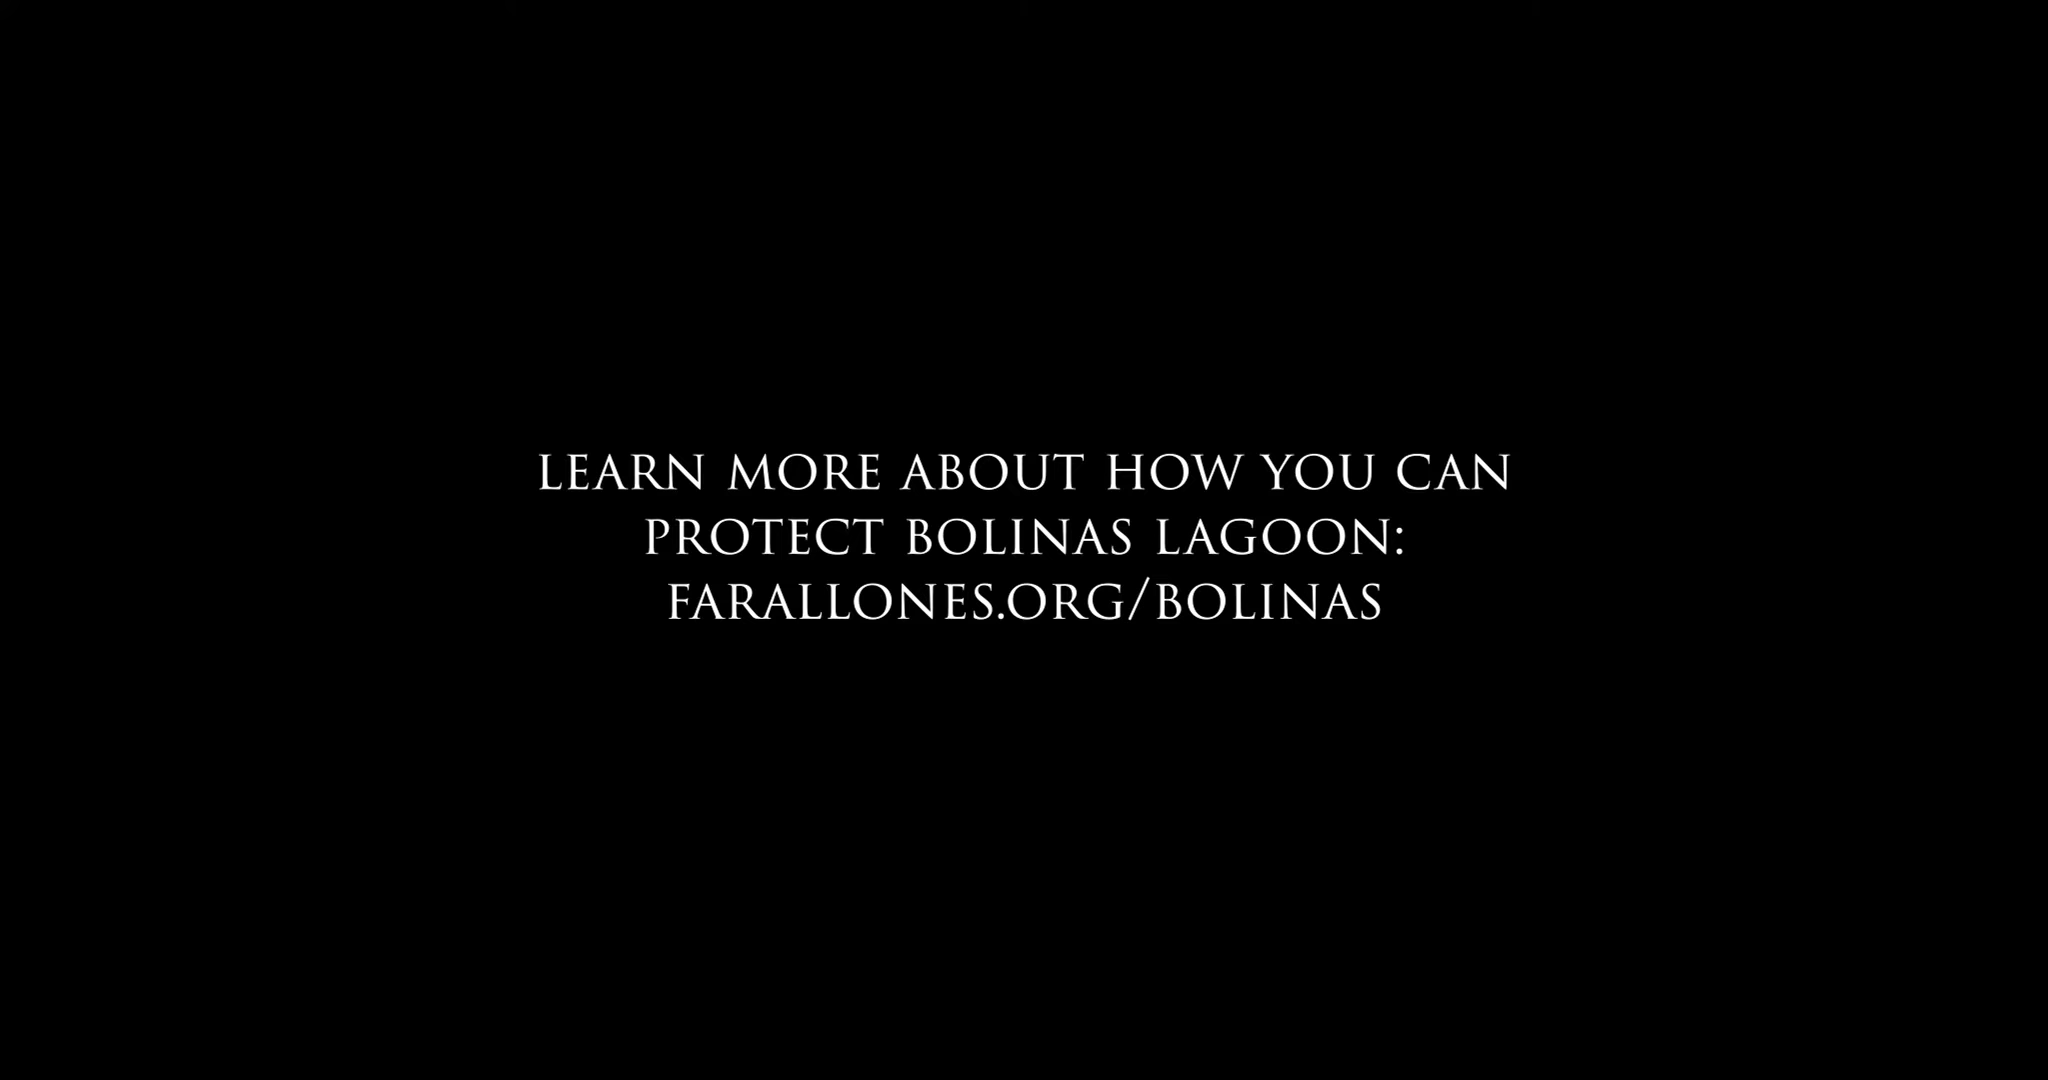 LEARN MORE ABOUT HOW YOU CAN
PROTECT BOLINAS LAGOON:
FARALLONES.ORG/BOLINAS